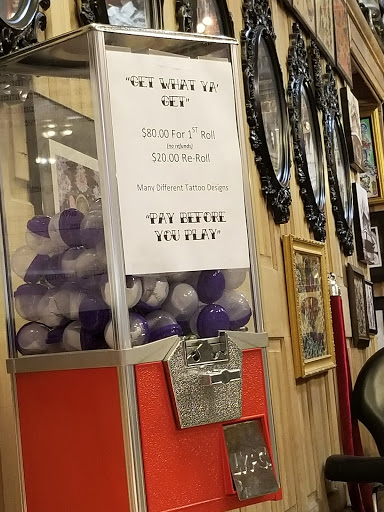 "GET WHAT YA'
GET"
$80.00 For 1ST Roll
(no refunds)
$20.00 Re-Roll
Many Different Tattoo Designs
"PAY BEFORE
YOU PLAY"